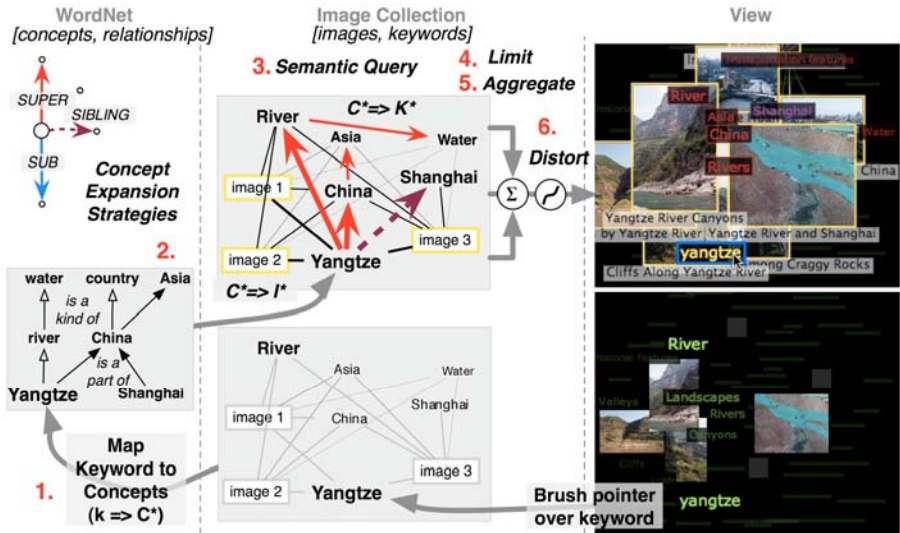 WordNet
[concepts, relationships]
SUPER
SIBLING
SUB
Concept
Expansion
Strategies
2.
water country Asia
is a
kind of
river China
is a
part of
Yangtze Shanghai
1.
Map
Keyword to
Concepts
(k => C*)
Image Collection
[images, keywords]
3. Semantic Query
4. Limit
5. Aggregate
C*=> K*
River
Asia
Water
Shanghai
image 1
China
image 3
image 2
Yangtze
C*=> I*
6.
Distort
Σ
River
Asia
Water
image 1
China
Shanghai
image 3
image 2
Yangtze
Brush pointer
over keyword
View
Transportation features
River
Shanghai
Asia
China
Water
Rivers
China
Yangtze River Canyons
by Yangtze River
Yangtze River and Shanghai
yangtze
among Craggy Rocks
Cliffs Along Yangtze River
River
Valleys
Landscapes
Rivers
Canyons
Cliffs
yangtze